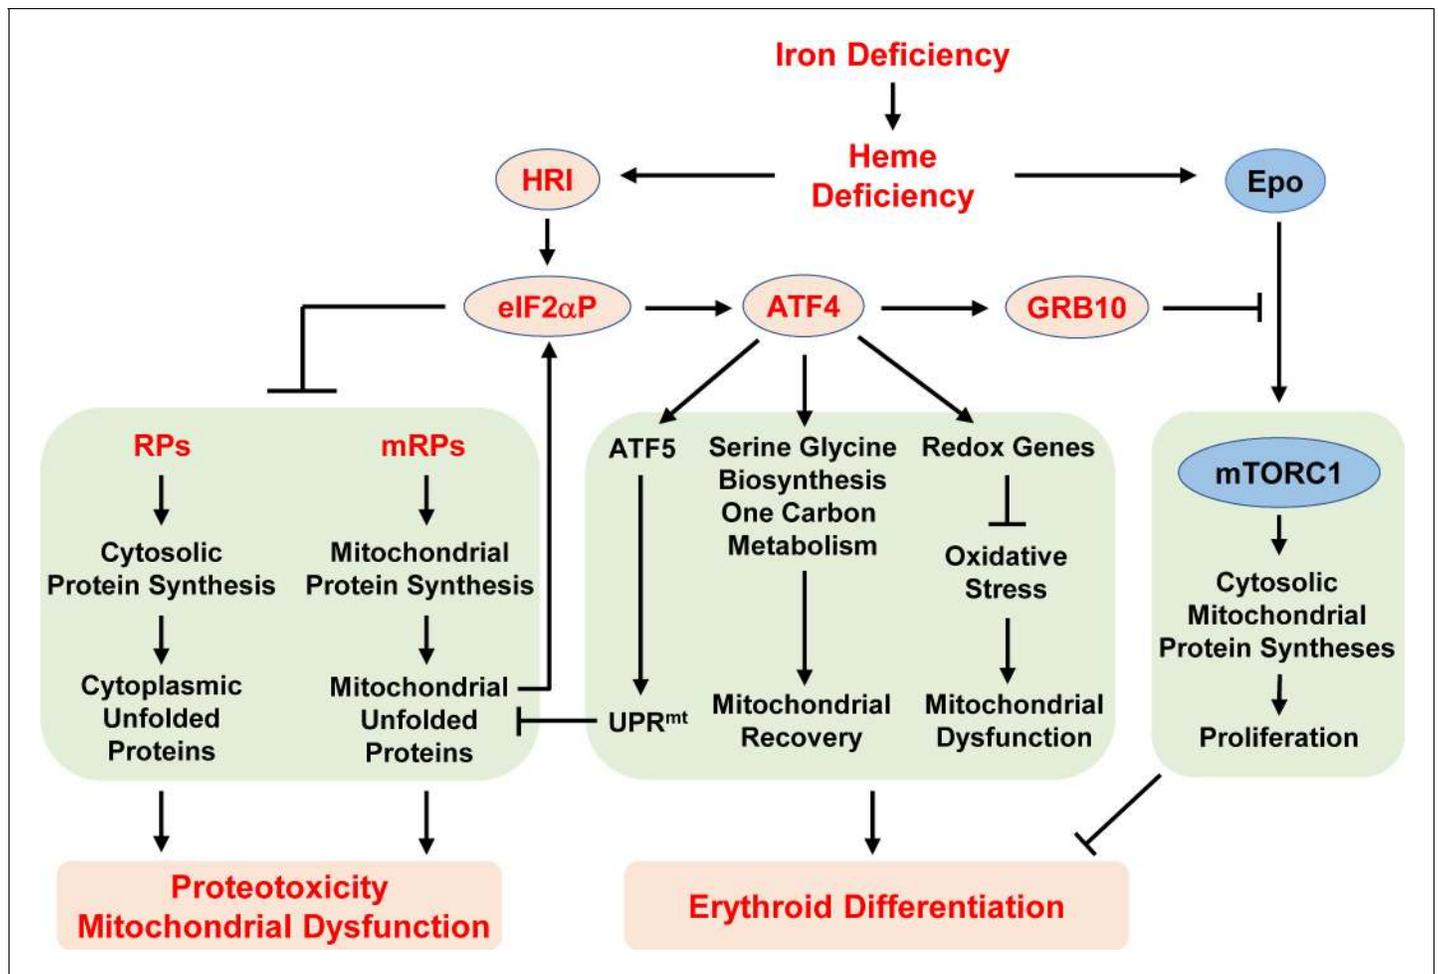 Iron Deficiency
Heme
Deficiency
HRI
Epo
eIF2αP
ATF4
GRB10
RPs
Cytosolic
Protein Synthesis
Cytoplasmic
Unfolded
Proteins
mRPs
Mitochondrial
Protein Synthesis
Mitochondrial
Unfolded
Proteins
ATF5
UPRmt
Serine Glycine
Biosynthesis
One Carbon
Metabolism
Mitochondrial
Recovery
Redox Genes
Oxidative
Stress
Mitochondrial
Dysfunction
mTORC1
Cytosolic
Mitochondrial
Protein Syntheses
Proliferation
Proteotoxicity
Mitochondrial Dysfunction
Erythroid Differentiation